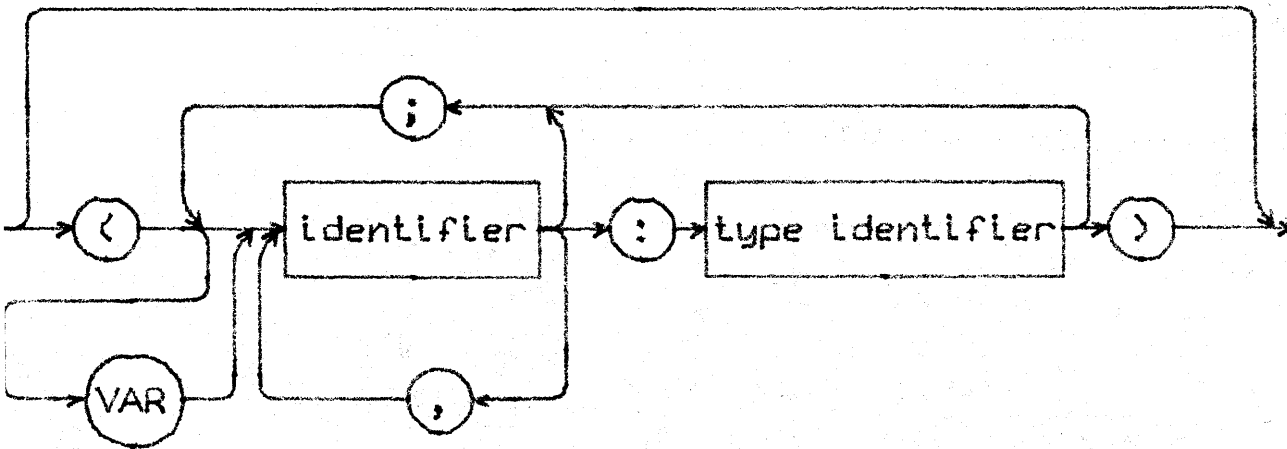 ;
( identifier : type identifier )
VAR ,